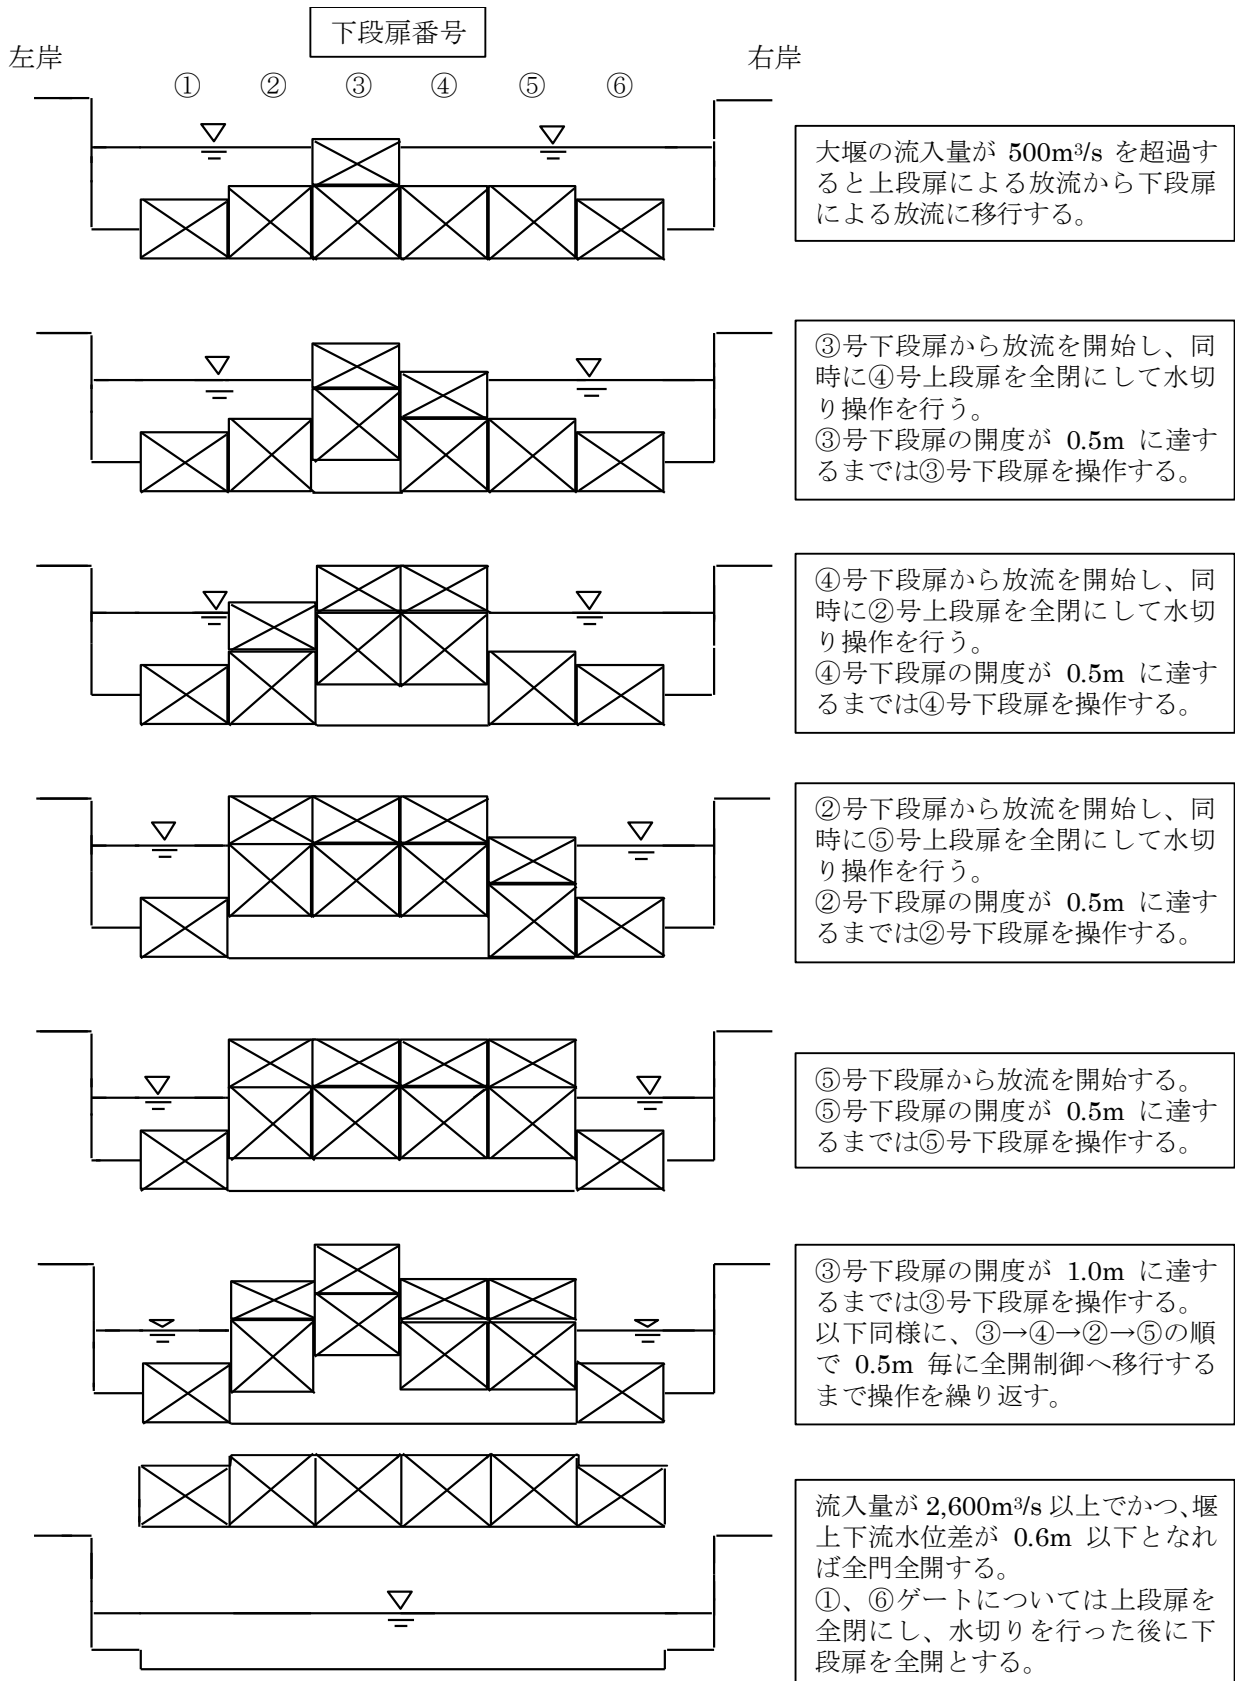 下段扉番号
左岸
右岸
① ② ③ ④ ⑤ ⑥
大堰の流入量が 500m³/s を超過す
ると上段扉による放流から下段扉
による放流に移行する。
③号下段扉から放流を開始し、同
時に④号上段扉を全閉にして水切
り操作を行う。
③号下段扉の開度が 0.5m に達す
るまでは③号下段扉を操作する。
④号下段扉から放流を開始し、同
時に②号上段扉を全閉にして水切
り操作を行う。
④号下段扉の開度が 0.5m に達す
るまでは④号下段扉を操作する。
②号下段扉から放流を開始し、同
時に⑤号上段扉を全閉にして水切
り操作を行う。
②号下段扉の開度が 0.5m に達す
るまでは②号下段扉を操作する。
⑤号下段扉から放流を開始する。
⑤号下段扉の開度が 0.5m に達す
るまでは⑤号下段扉を操作する。
③号下段扉の開度が 1.0m に達す
るまでは③号下段扉を操作する。
以下同様に、③→④→②→⑤の順
で 0.5m 毎に全開制御へ移行する
まで操作を繰り返す。
流入量が 2,600m³/s 以上でかつ、堰
上下流水位差が 0.6m 以下となれ
ば全門全開する。
①、⑥ゲートについては上段扉を
全閉にし、水切りを行った後に下
段扉を全開とする。